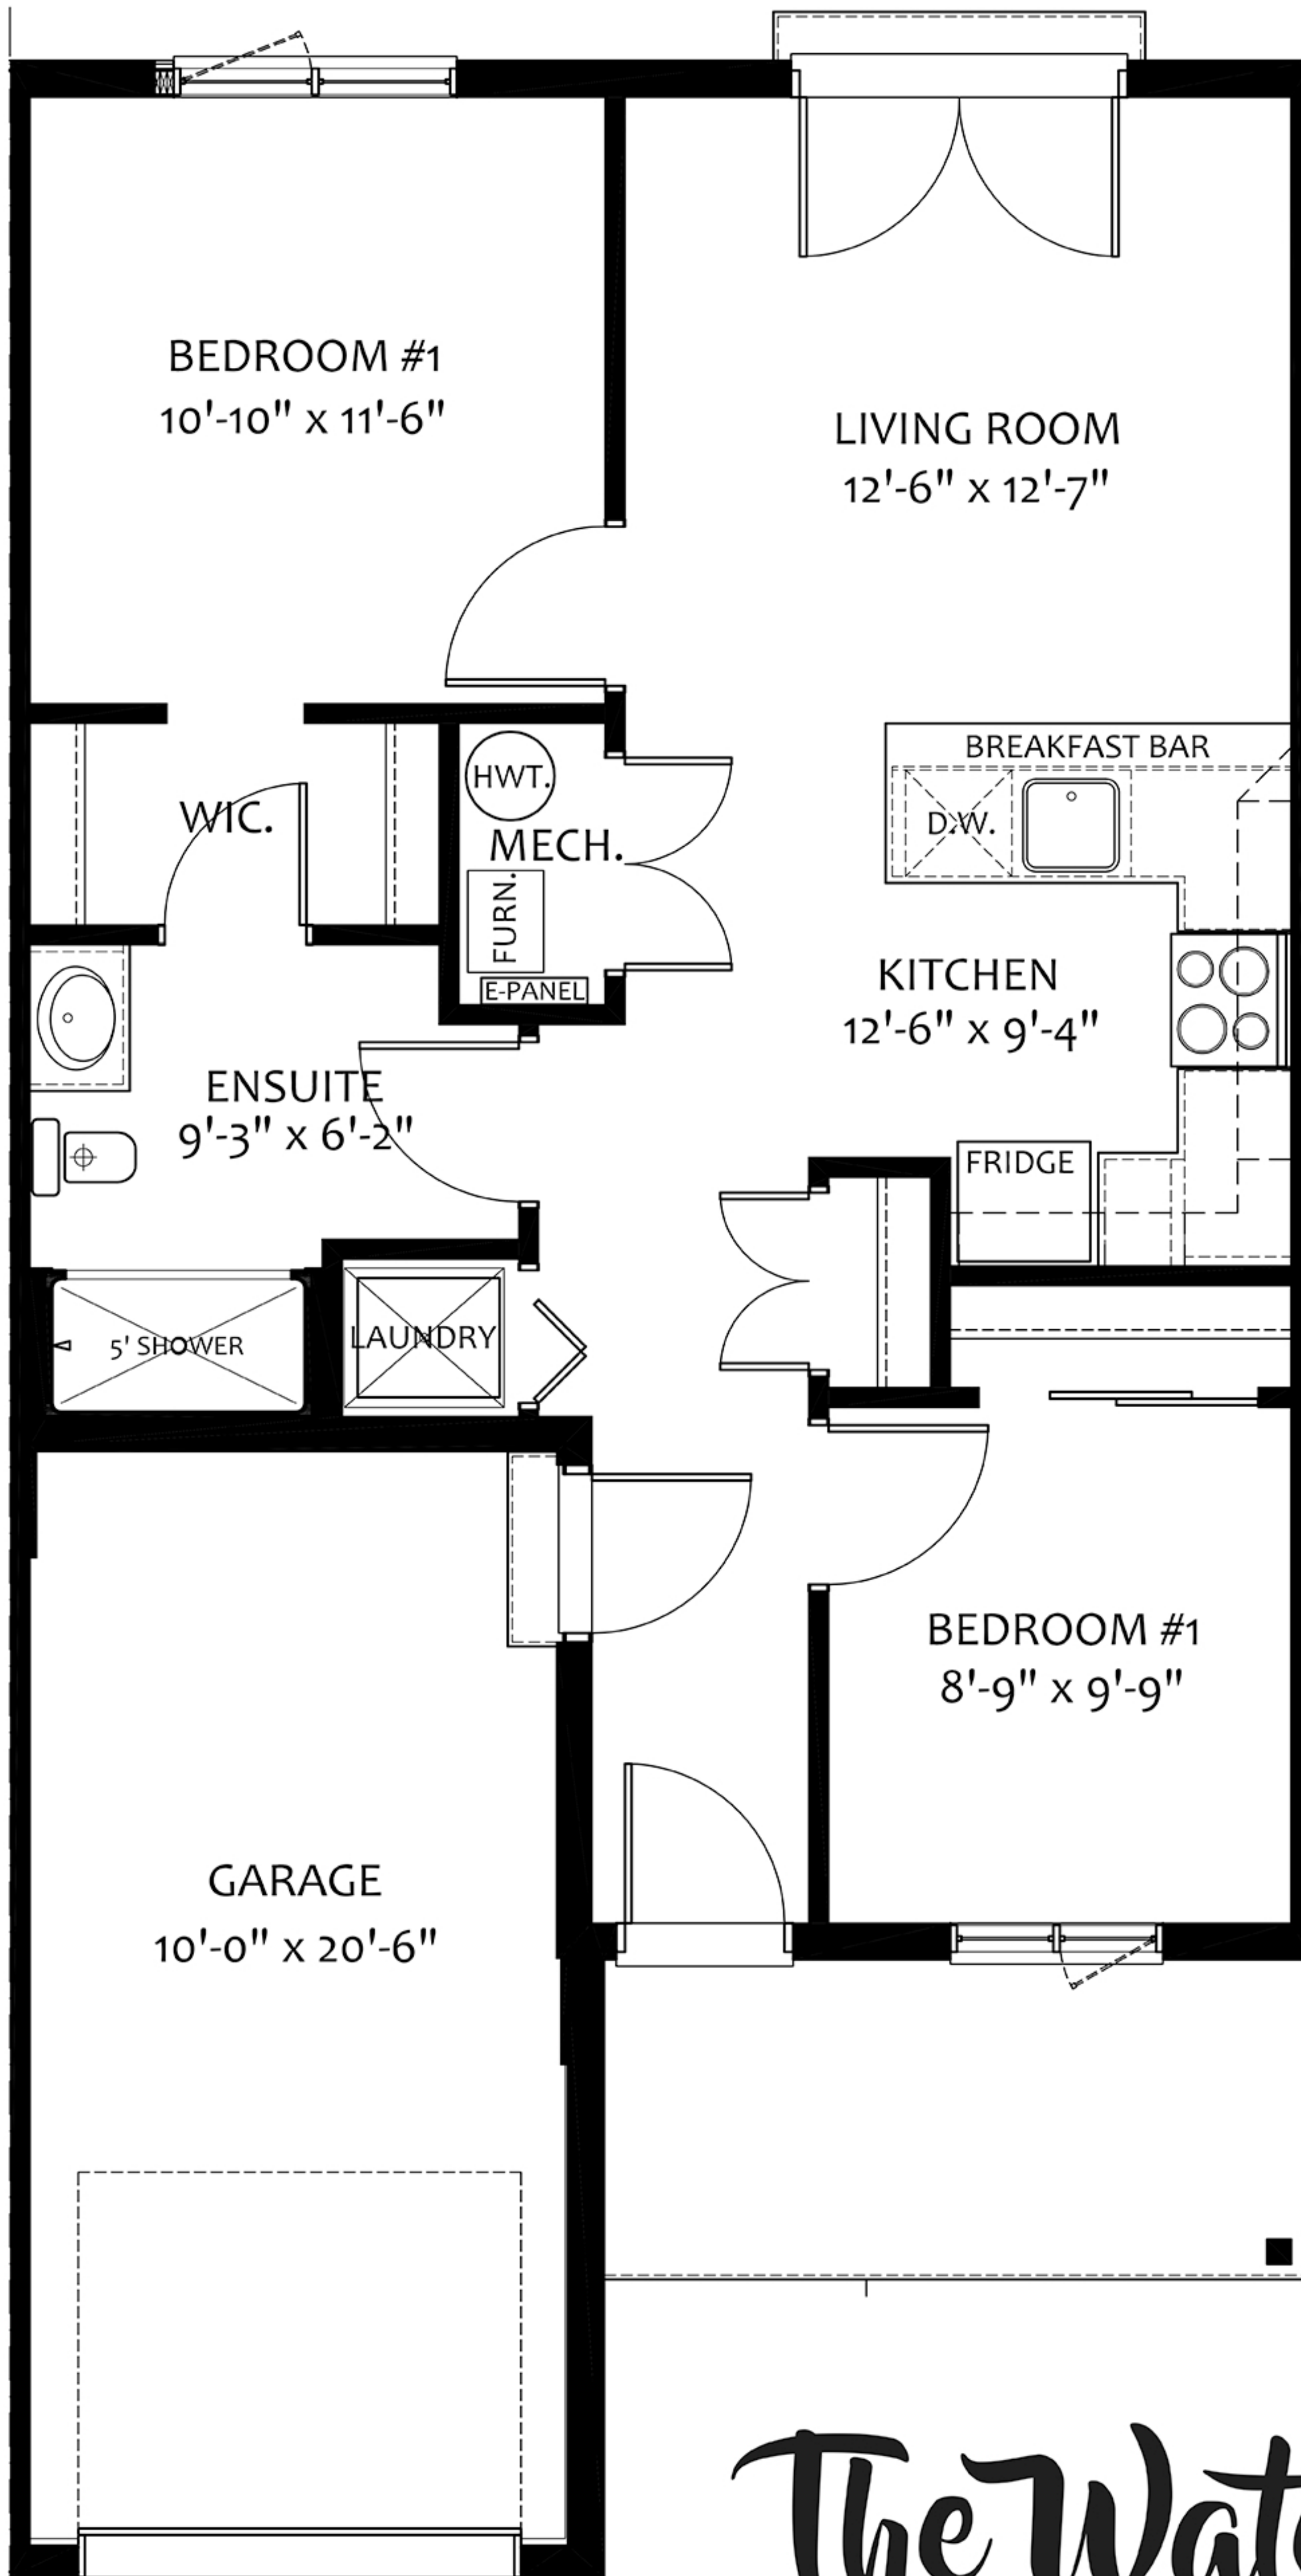 BEDROOM #1
10'-10" x 11'-6"
LIVING ROOM
12'-6" x 12'-7"
BREAKFAST BAR
HWT.
WIC.
D.W.
MECH.
FURN.
KITCHEN
E-PANEL
12'-6" x 9'-4"
ENSUITE
9'-3" x 6'-2"
FRIDGE
LAUNDRY
5' SHOWER
BEDROOM #1
8'-9" x 9'-9"
GARAGE
10'-0" x 20'-6"
The Wat